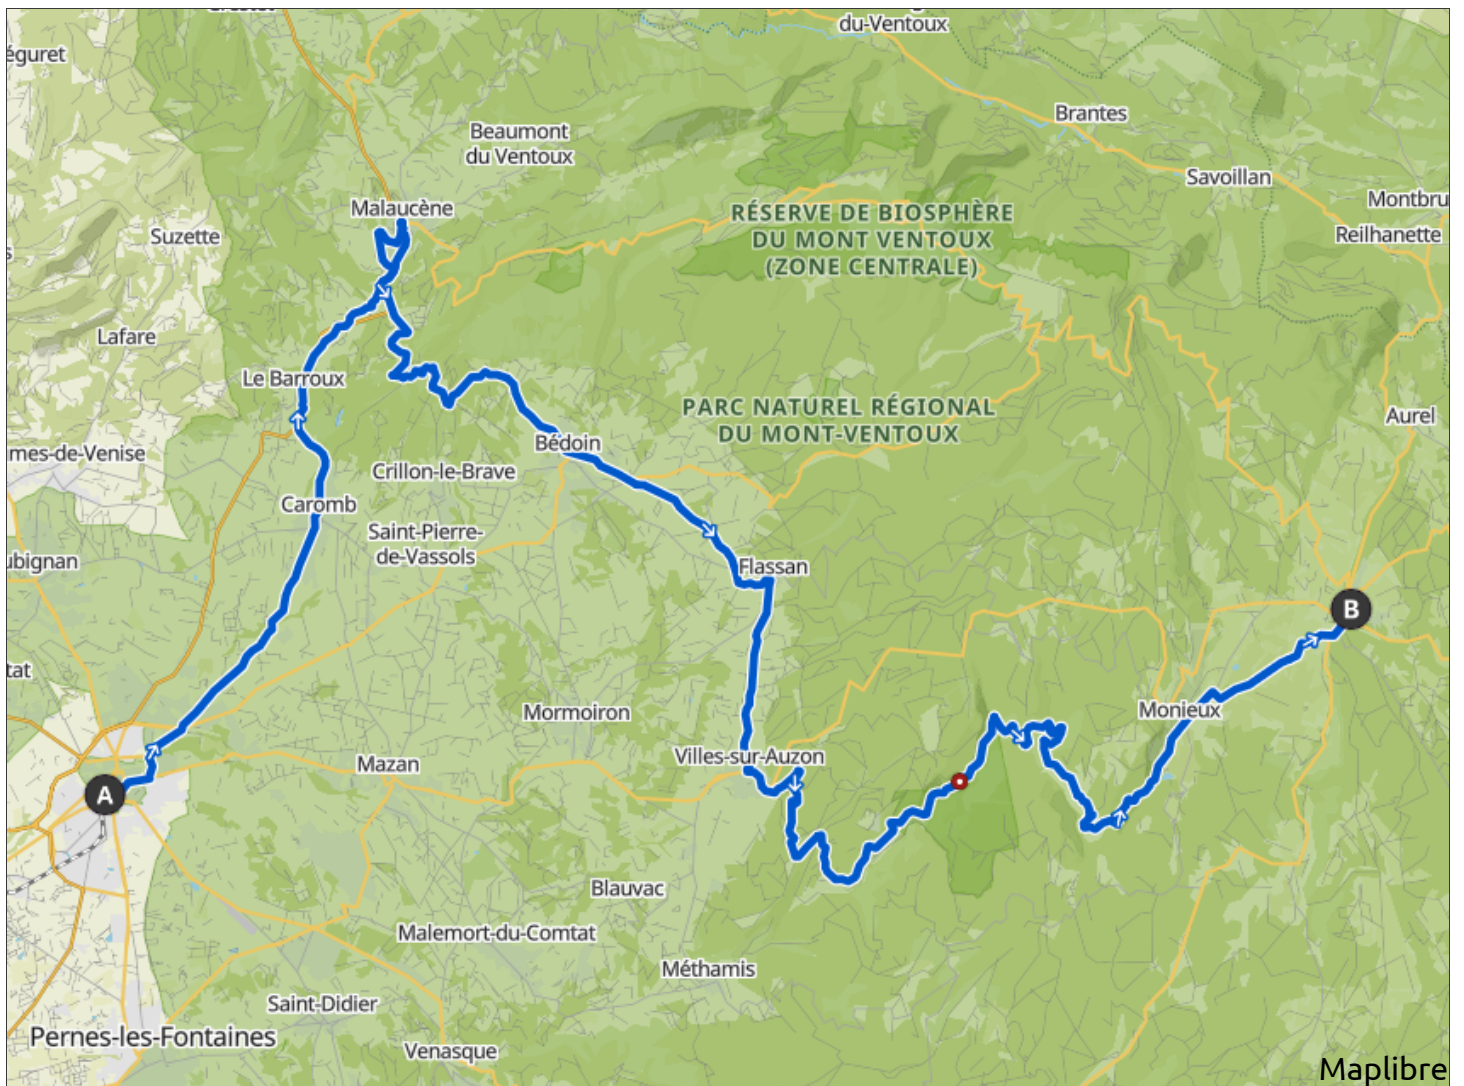 du-Ventoux
éguret
Brantes
Beaumont
du Ventoux
Savoillan
Montbru
Malaucène
RÉSERVE DE BIOSPHÈRE
DU MONT VENTOUX
(ZONE CENTRALE)
Suzette
Reilhanette
s
Lafare
Le Barroux
PARC NATUREL RÉGIONAL
DU MONT-VENTOUX
Aurel
Bédoin
mes-de-Venise
Crillon-le-Brave
Caromb
Saint-Pierre-
de-Vassols
ubignan
Flassan
B
tat
Monieux
Mormoiron
Villes-sur-Auzon
Mazan
A
Blauvac
Malemort-du-Comtat
Méthamis
Saint-Didier
Pernes-les-Fontaines
Venasque
Maplibre